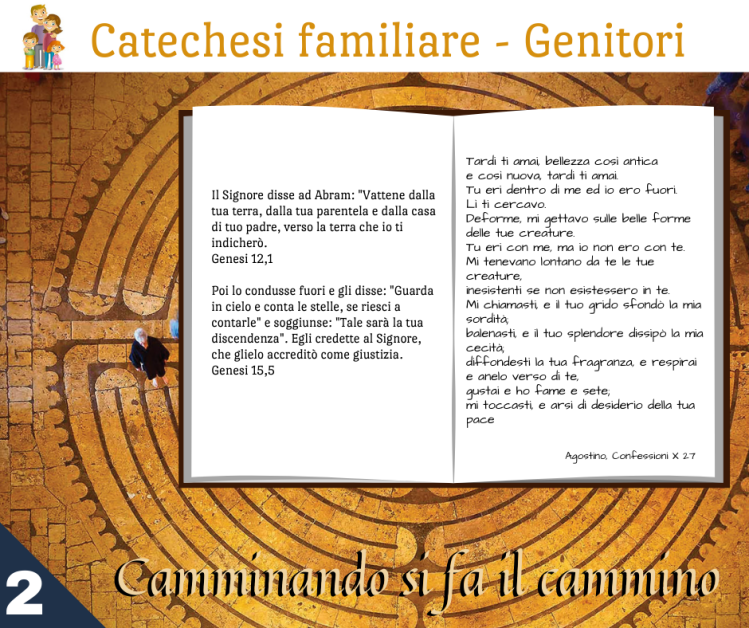 Catechesi familiare - Genitori
Il Signore disse ad Abram: "Vattene dalla
tua terra, dalla tua parentela e dalla casa
di tuo padre, verso la terra che io ti
indicherò.
Genesi 12,1
Poi lo condusse fuori e gli disse: "Guarda
in cielo e conta le stelle, se riesci a
contarle" e soggiunse: "Tale sarà la tua
discendenza". Egli credette al Signore,
che glielo accreditò come giustizia.
Genesi 15,5
Tardi ti amai, bellezza così antica
e così nuova, tardi ti amai.
Tu eri dentro di me ed io ero fuori.
Lì ti cercavo.
Deforme, mi gettavo sulle belle forme
delle tue creature.
Tu eri con me, ma io non ero con te.
Mi tenevano lontano da te le tue
creature,
inesistenti se non esistessero in te.
Mi chiamasti, e il tuo grido sfondò la mia
sordità;
balenasti, e il tuo splendore dissipò la mia
cecità;
diffondesti la tua fragranza, e respirai
e anelo verso di te,
gustai e ho fame e sete;
mi toccasti, e arsi di desiderio della tua
pace
Agostino, Confessioni X 27
2
Camminando si fa il cammino